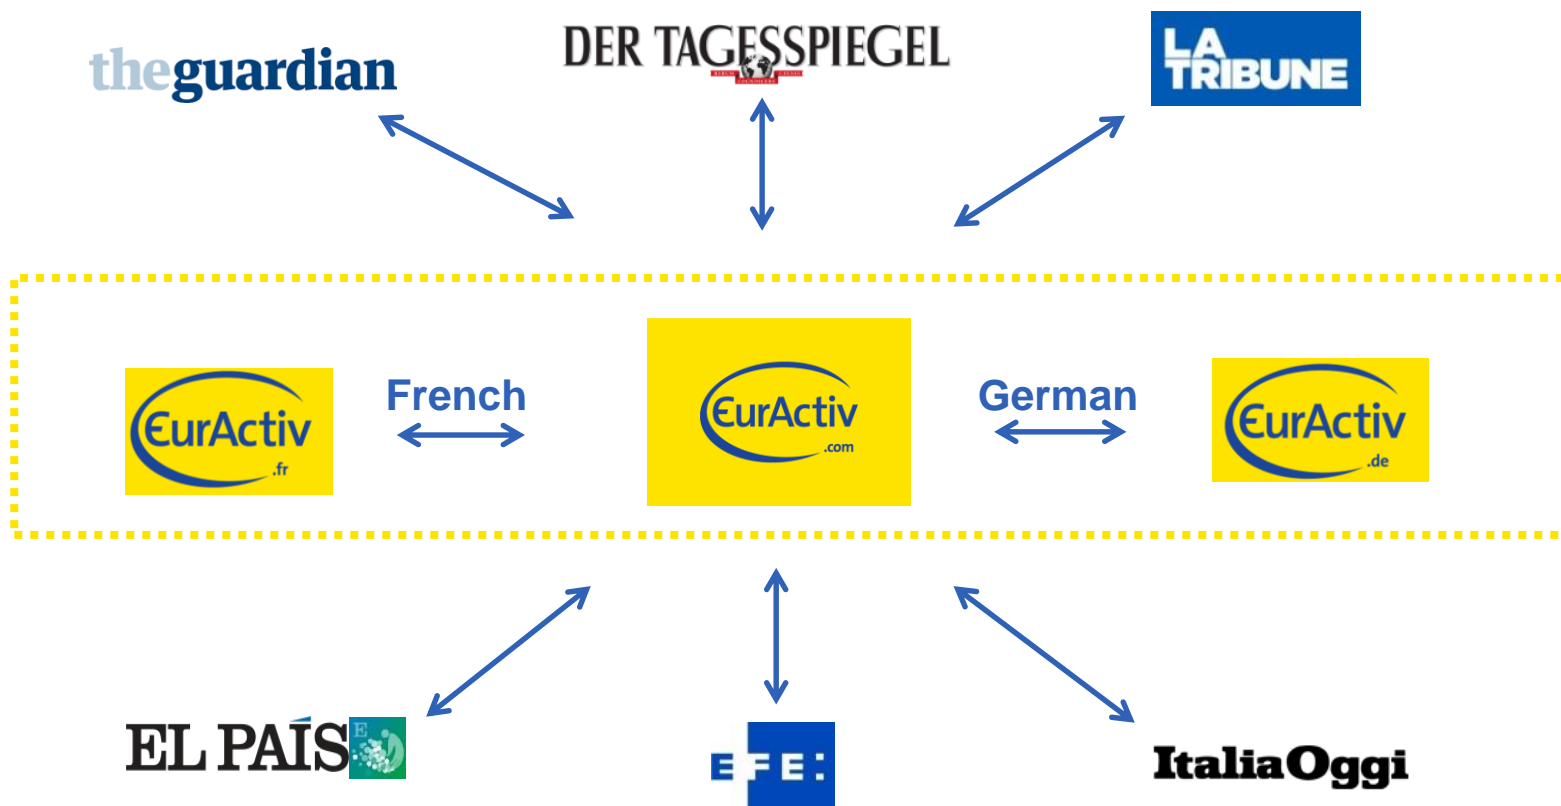 theguardian
DER TAGESSPIEGEL
LA
TRIBUNE
EurActiv
.fr
French
EurActiv
.com
German
EurActiv
.de
EL PAÍS
E
EFE:
ItaliaOggi